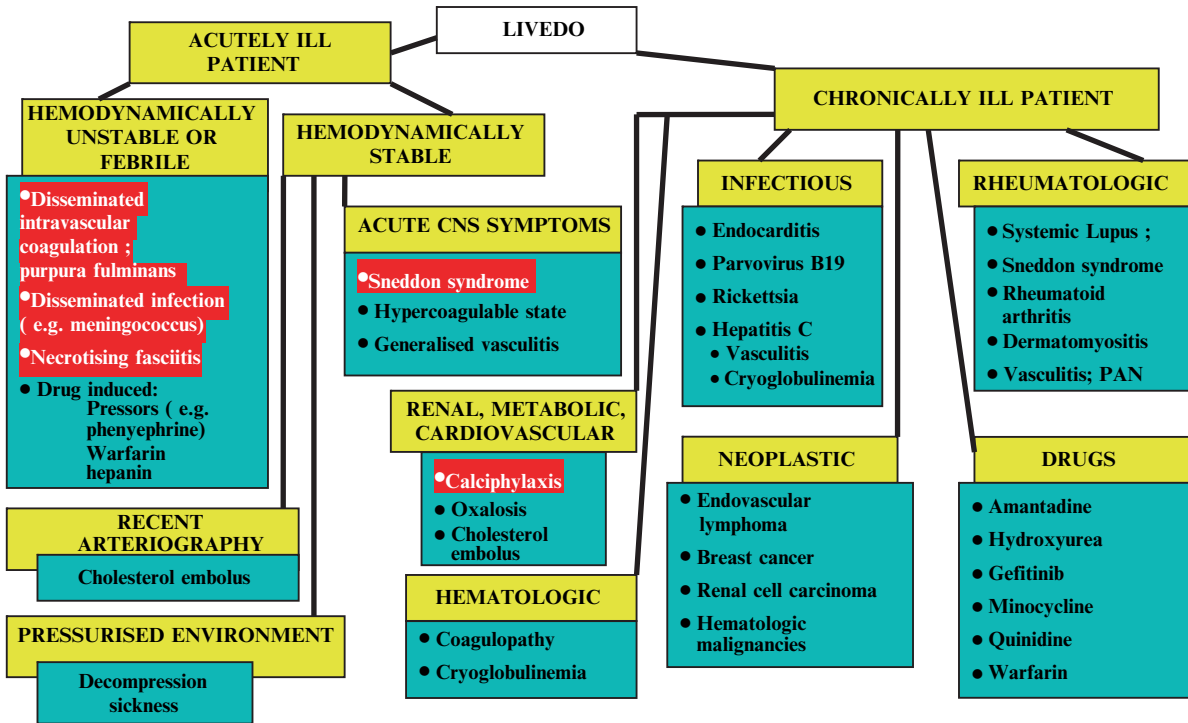 LIVEDO
ACUTELY ILL
PATIENT
HEMODYNAMICALLY
UNSTABLE OR
FEBRILE
●Disseminated
intravascular
coagulation ;
purpura fulminans
●Disseminated infection
( e.g. meningococcus)
●Necrotising fasciitis
● Drug induced:
Pressors ( e.g.
phenyephrine)
Warfarin
hepanin
HEMODYNAMICALLY
STABLE
ACUTE CNS SYMPTOMS
●Sneddon syndrome
● Hypercoagulable state
● Generalised vasculitis
RECENT
ARTERIOGRAPHY
Cholesterol embolus
PRESSURISED ENVIRONMENT
Decompression
sickness
CHRONICALLY ILL PATIENT
RENAL, METABOLIC,
CARDIOVASCULAR
●Calciphylaxis
● Oxalosis
● Cholesterol
embolus
HEMATOLOGIC
● Coagulopathy
● Cryoglobulinemia
INFECTIOUS
● Endocarditis
● Parvovirus B19
● Rickettsia
● Hepatitis C
● Vasculitis
● Cryoglobulinemia
NEOPLASTIC
● Endovascular
lymphoma
● Breast cancer
● Renal cell carcinoma
● Hematologic
malignancies
RHEUMATOLOGIC
● Systemic Lupus ;
● Sneddon syndrome
● Rheumatoid
arthritis
● Dermatomyositis
● Vasculitis; PAN
DRUGS
● Amantadine
● Hydroxyurea
● Gefitinib
● Minocycline
● Quinidine
● Warfarin